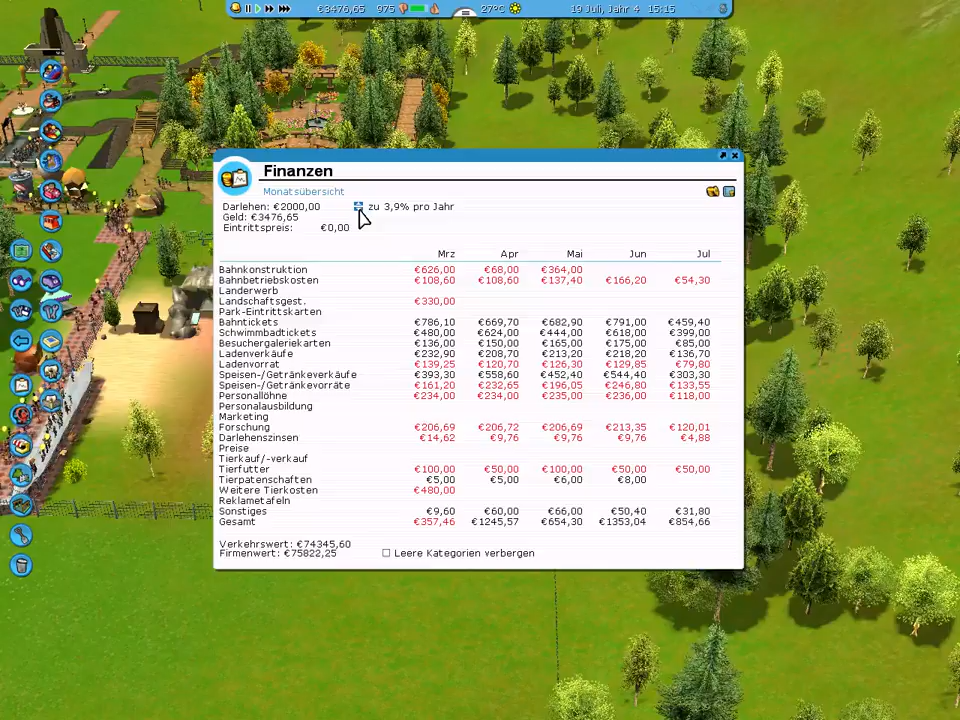 €3476,65 975 27°C 19 Juli, Jahr 4 15:15
Finanzen
Monatsübersicht
Darlehen: €2000,00 zu 3,9% pro Jahr
Geld: €3476,65
Eintrittspreis: €0,00
Mrz Apr Mai Jun Jul
Bahnkonstruktion €626,00 €68,00 €364,00
Bahnbetriebskosten €108,60 €108,60 €137,40 €166,20 €54,30
Landerwerb
Landschaftsgest. €330,00
Park-Eintrittskarten
Bahntickets €786,10 €669,70 €682,90 €791,00 €459,40
Schwimmbadtickets €480,00 €624,00 €444,00 €618,00 €399,00
Besuchergaleriekarten €136,00 €150,00 €165,00 €175,00 €85,00
Ladenverkäufe €232,90 €208,70 €213,20 €218,20 €136,70
Ladenvorrat €139,25 €120,70 €126,30 €129,85 €79,80
Speisen-/Getränkeverkäufe €393,30 €558,60 €452,40 €544,40 €303,30
Speisen-/Getränkevorräte €161,20 €232,65 €196,05 €246,80 €133,55
Personallöhne €234,00 €234,00 €235,00 €236,00 €118,00
Personalausbildung
Marketing
Forschung €206,69 €206,72 €206,69 €213,35 €120,01
Darlehenszinsen €14,62 €9,76 €9,76 €9,76 €4,88
Preise
Tierkauf/-verkauf
Tierfutter €100,00 €50,00 €100,00 €50,00 €50,00
Tierpatenschaften €5,00 €5,00 €6,00 €8,00
Weitere Tierkosten €480,00
Reklametafeln
Sonstiges €9,60 €60,00 €66,00 €50,40 €31,80
Gesamt €357,46 €1245,57 €654,30 €1353,04 €854,66
Verkehrswert: €74345,60
Firmenwert: €75822,25 Leere Kategorien verbergen